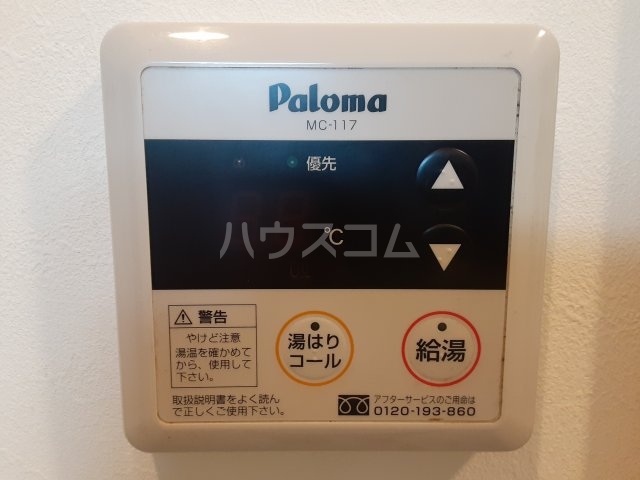 Paloma
MC-117
優先
℃
ハウスコム
警告
やけど注意
湯温を確かめて
から、使用して
下さい。
湯はり
コール
給湯
取扱説明書をよく読ん
で正しくご使用下さい。
アフターサービスのご用命は
0120-193-860